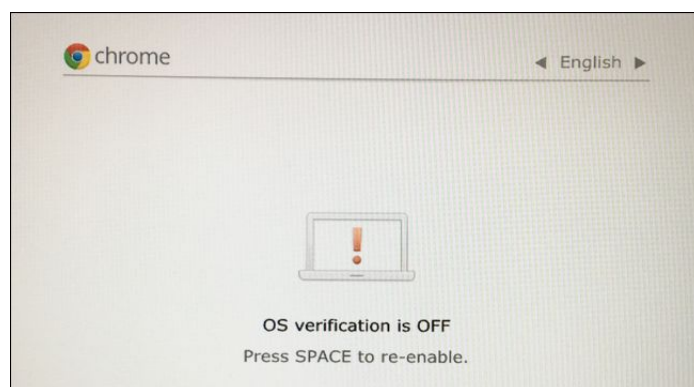 chrome
◀ English ▶
OS verification is OFF
Press SPACE to re-enable.